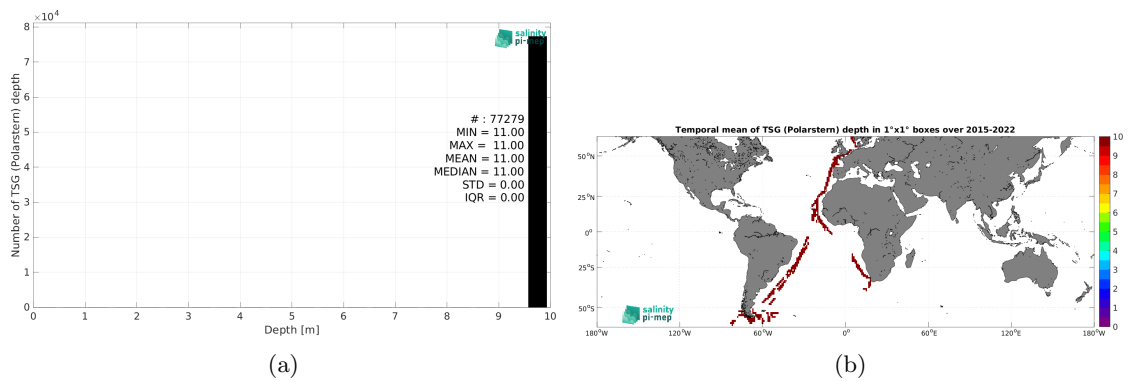 ×10⁴
8
7
6
5
4
3
2
1
0
Number of TSG (Polarstern) depth
salinity
pi-mep
# : 77279
MIN = 11.00
MAX = 11.00
MEAN = 11.00
MEDIAN = 11.00
STD = 0.00
IQR = 0.00
0 1 2 3 4 5 6 7 8 9 10
Depth [m]
(a)
Temporal mean of TSG (Polarstern) depth in 1°x1° boxes over 2015-2022
50°N
25°N
0°
25°S
50°S
salinity
pi-mep
180°W 120°W 60°W 0° 60°E 120°E 180°W
10
9
8
7
6
5
4
3
2
1
0
(b)